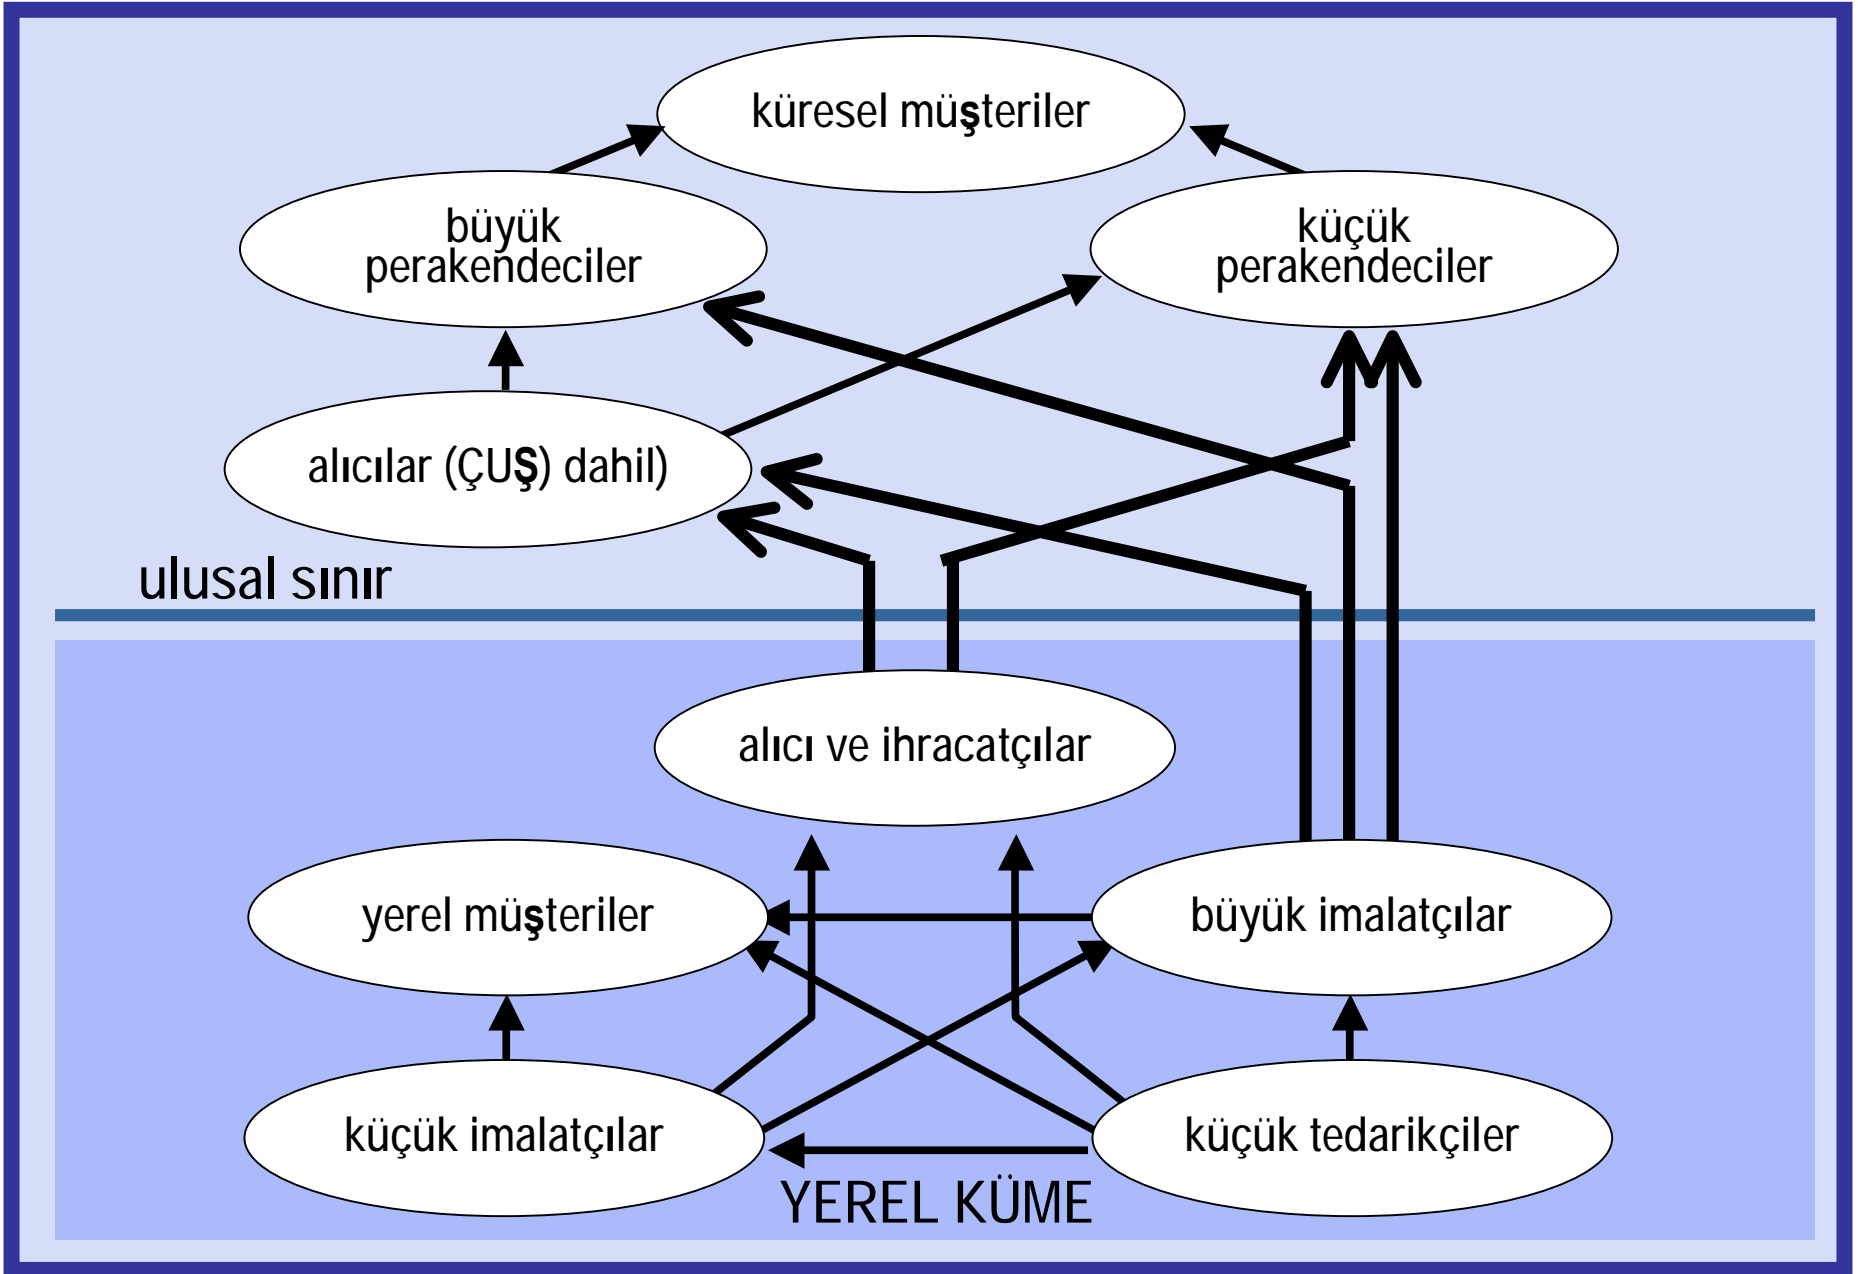 küresel müşteriler
büyük
perakendeciler
küçük
perakendeciler
alıcılar (ÇUŞ) dahil)
ulusal sınır
alıcı ve ihracatçılar
yerel müşteriler
büyük imalatçılar
küçük imalatçılar
küçük tedarikçiler
YEREL KÜME